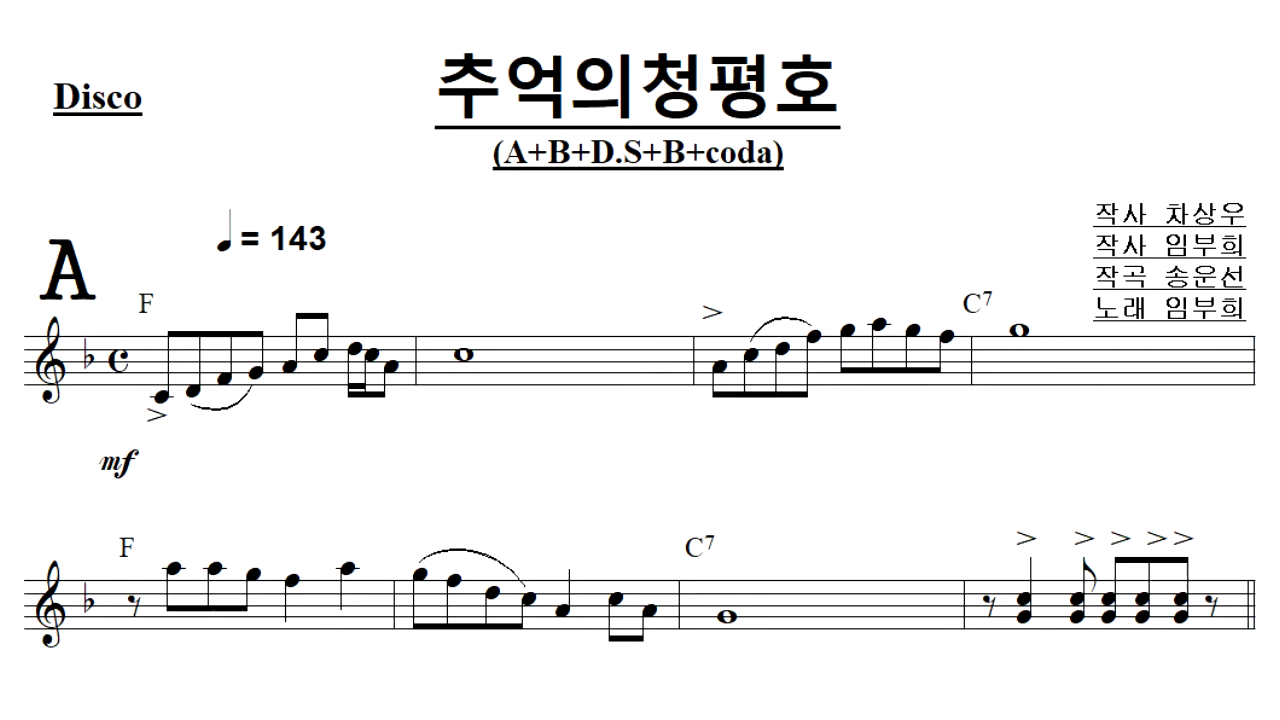 추억의청평호
Disco
(A+B+D.S+B+coda)
작사 차상우
작사 임부희
작곡 송운선
노래 임부희
A
= 143
F C7
mf
F C7